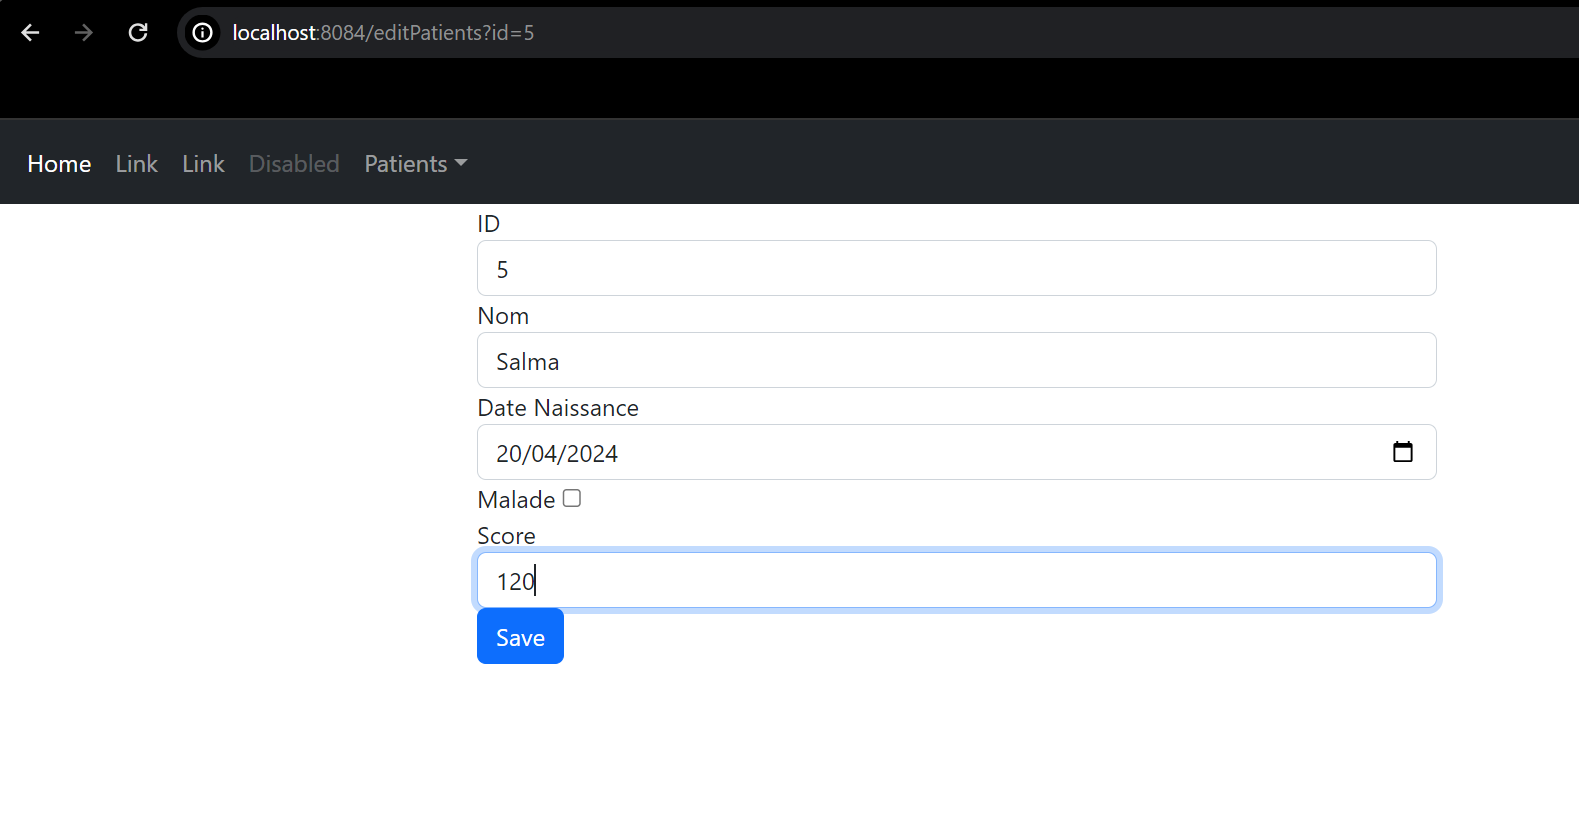 localhost:8084/editPatients?id=5
Home Link Link Disabled Patients
ID
5
Nom
Salma
Date Naissance
20/04/2024
Malade
Score
120
Save